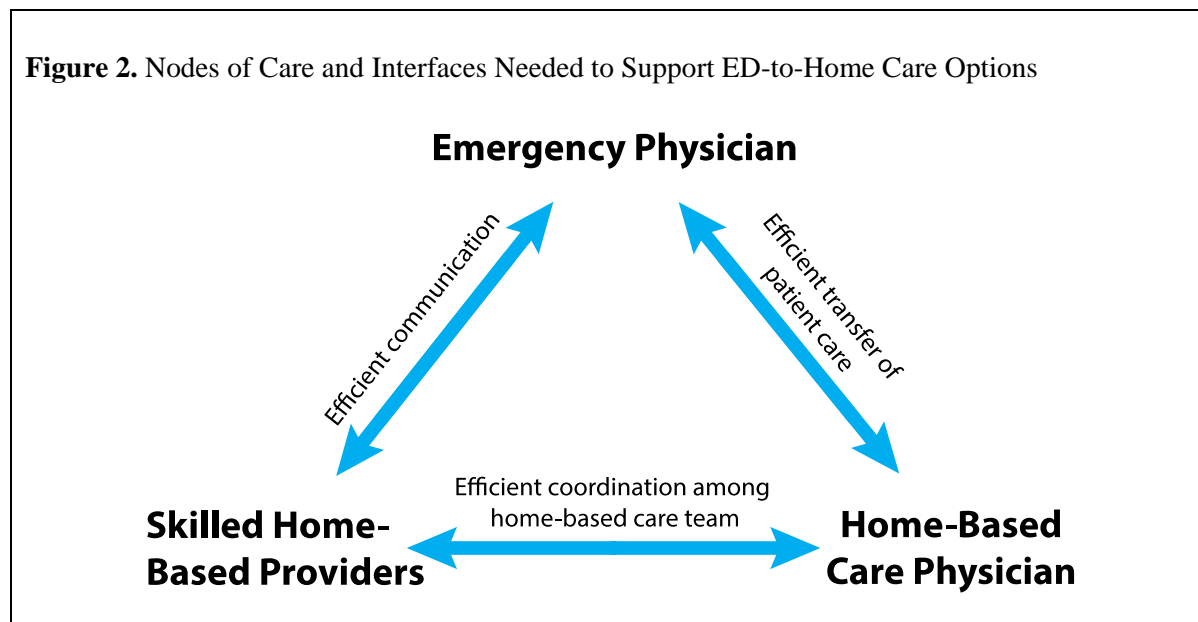 Figure 2. Nodes of Care and Interfaces Needed to Support ED-to-Home Care Options
Emergency Physician
Efficient communication
Efficient transfer of
patient care
Efficient coordination among
home-based care team
Skilled Home-
Based Providers
Home-Based
Care Physician